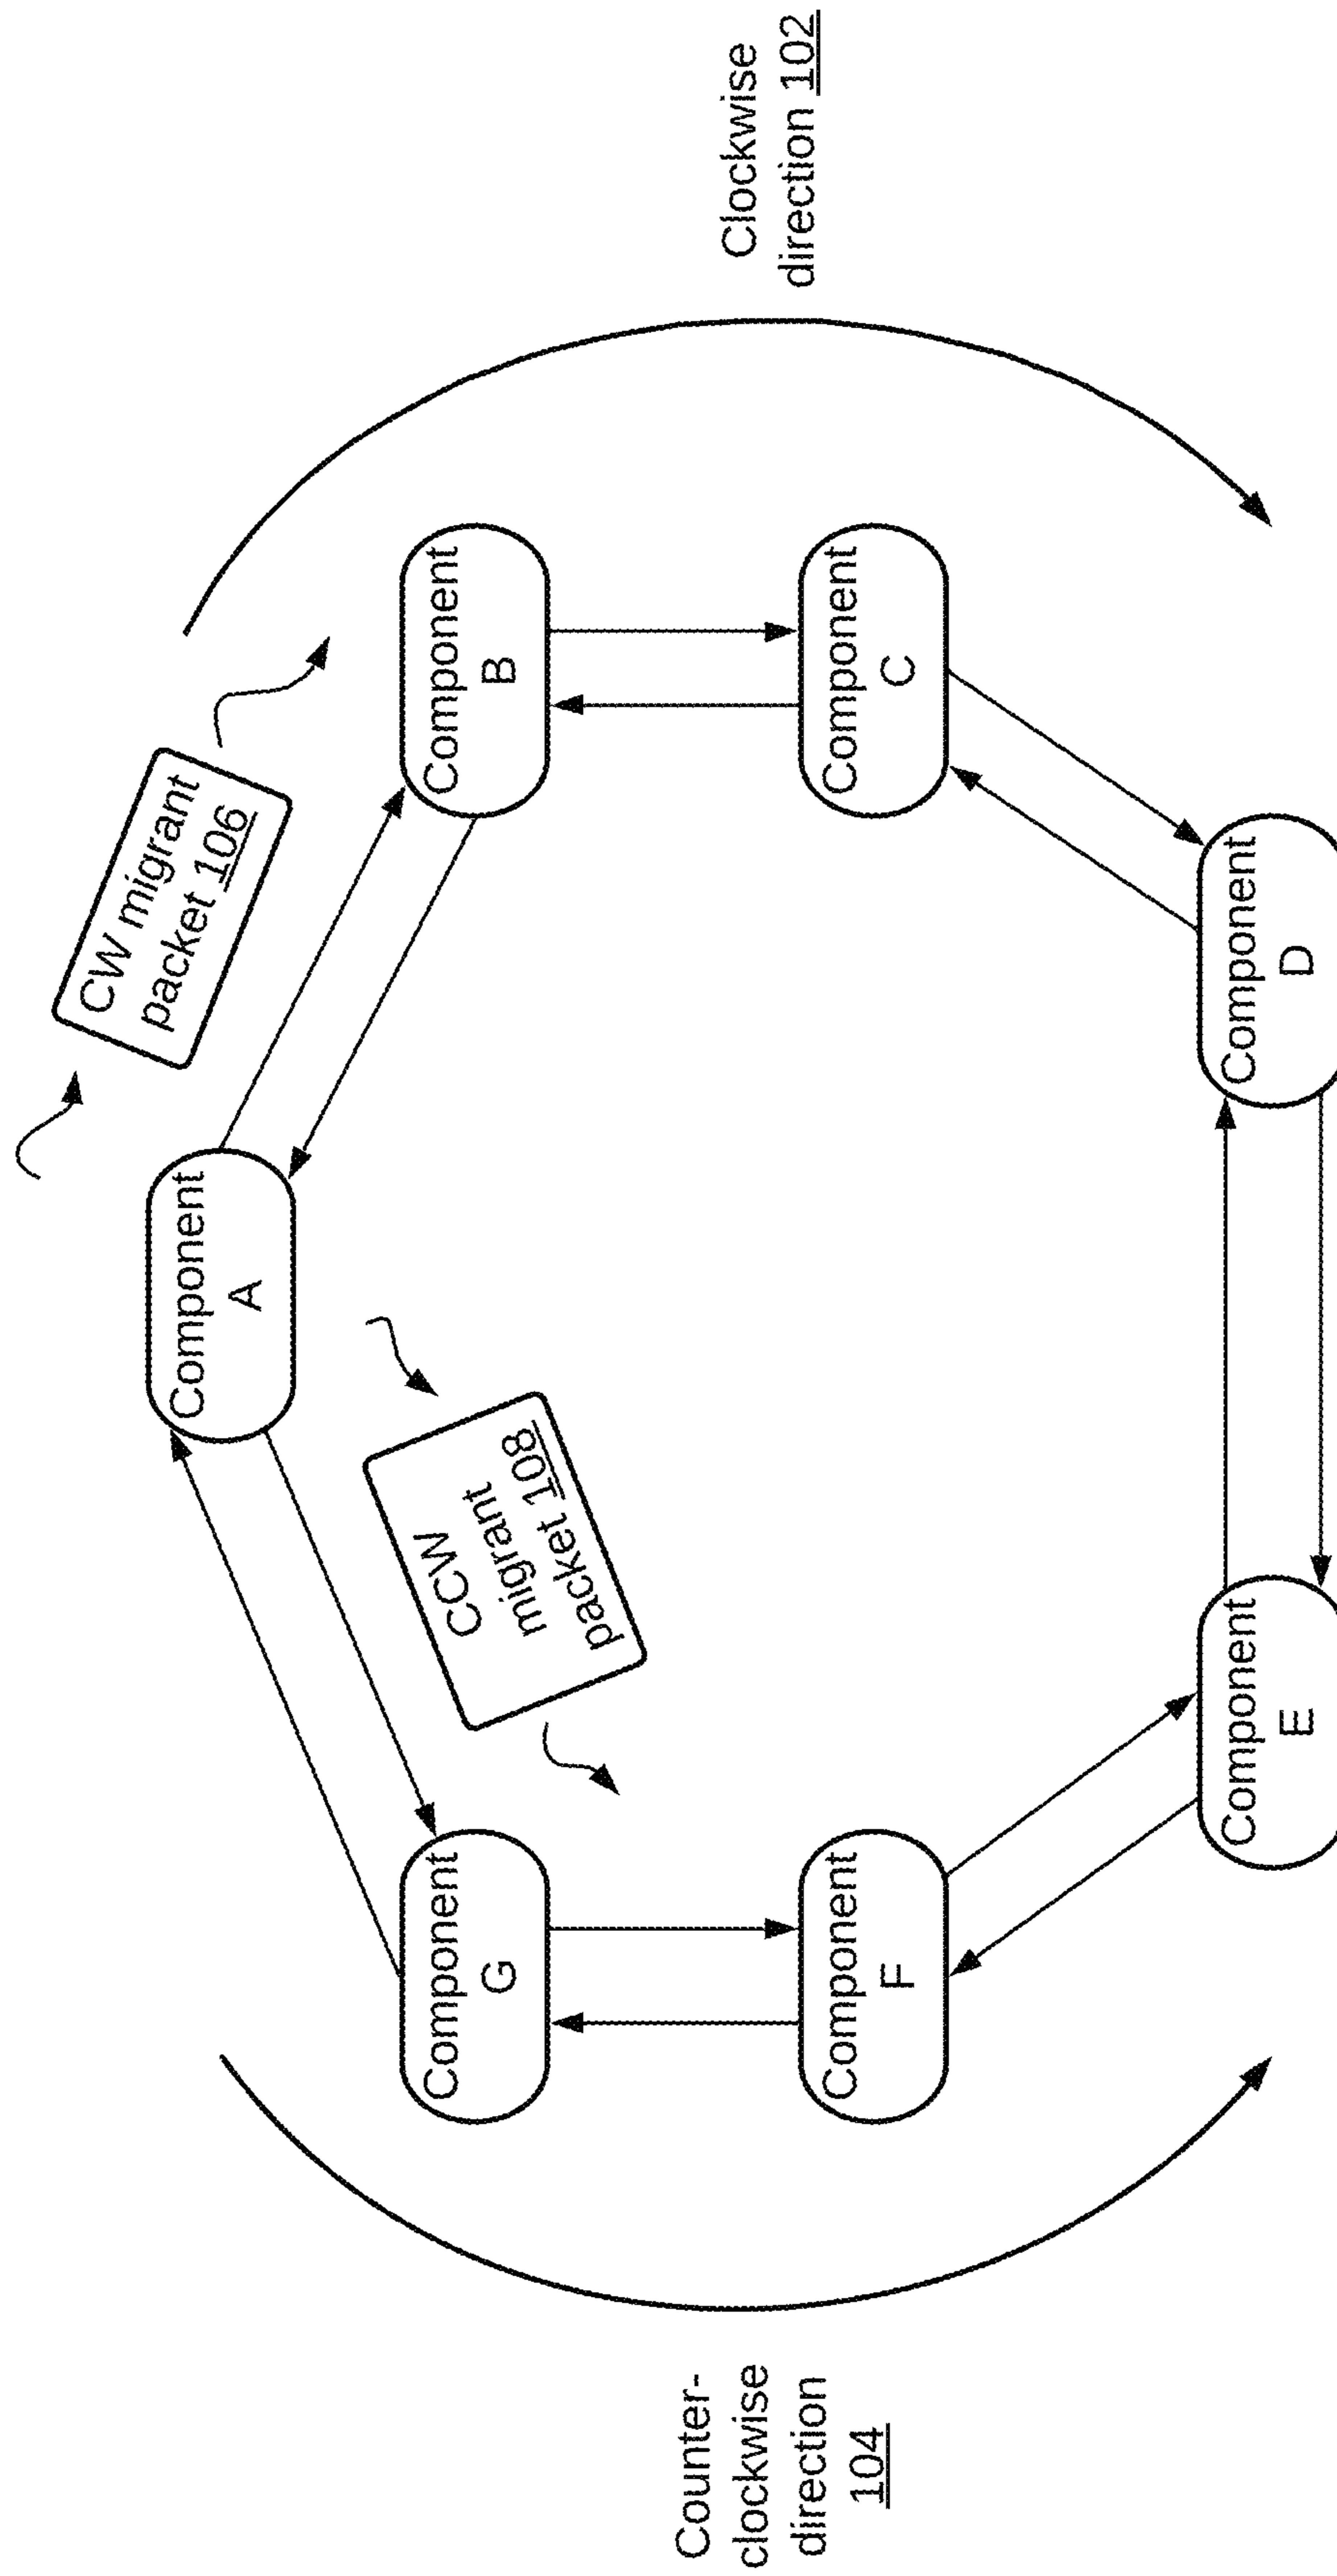 CW migrant
packet 106
Component
A
Component
B
Component
G
CCW
migrant
packet 108
Counter-
clockwise
direction
104
Clockwise
direction 102
Component
F
Component
C
Component
E
Component
D